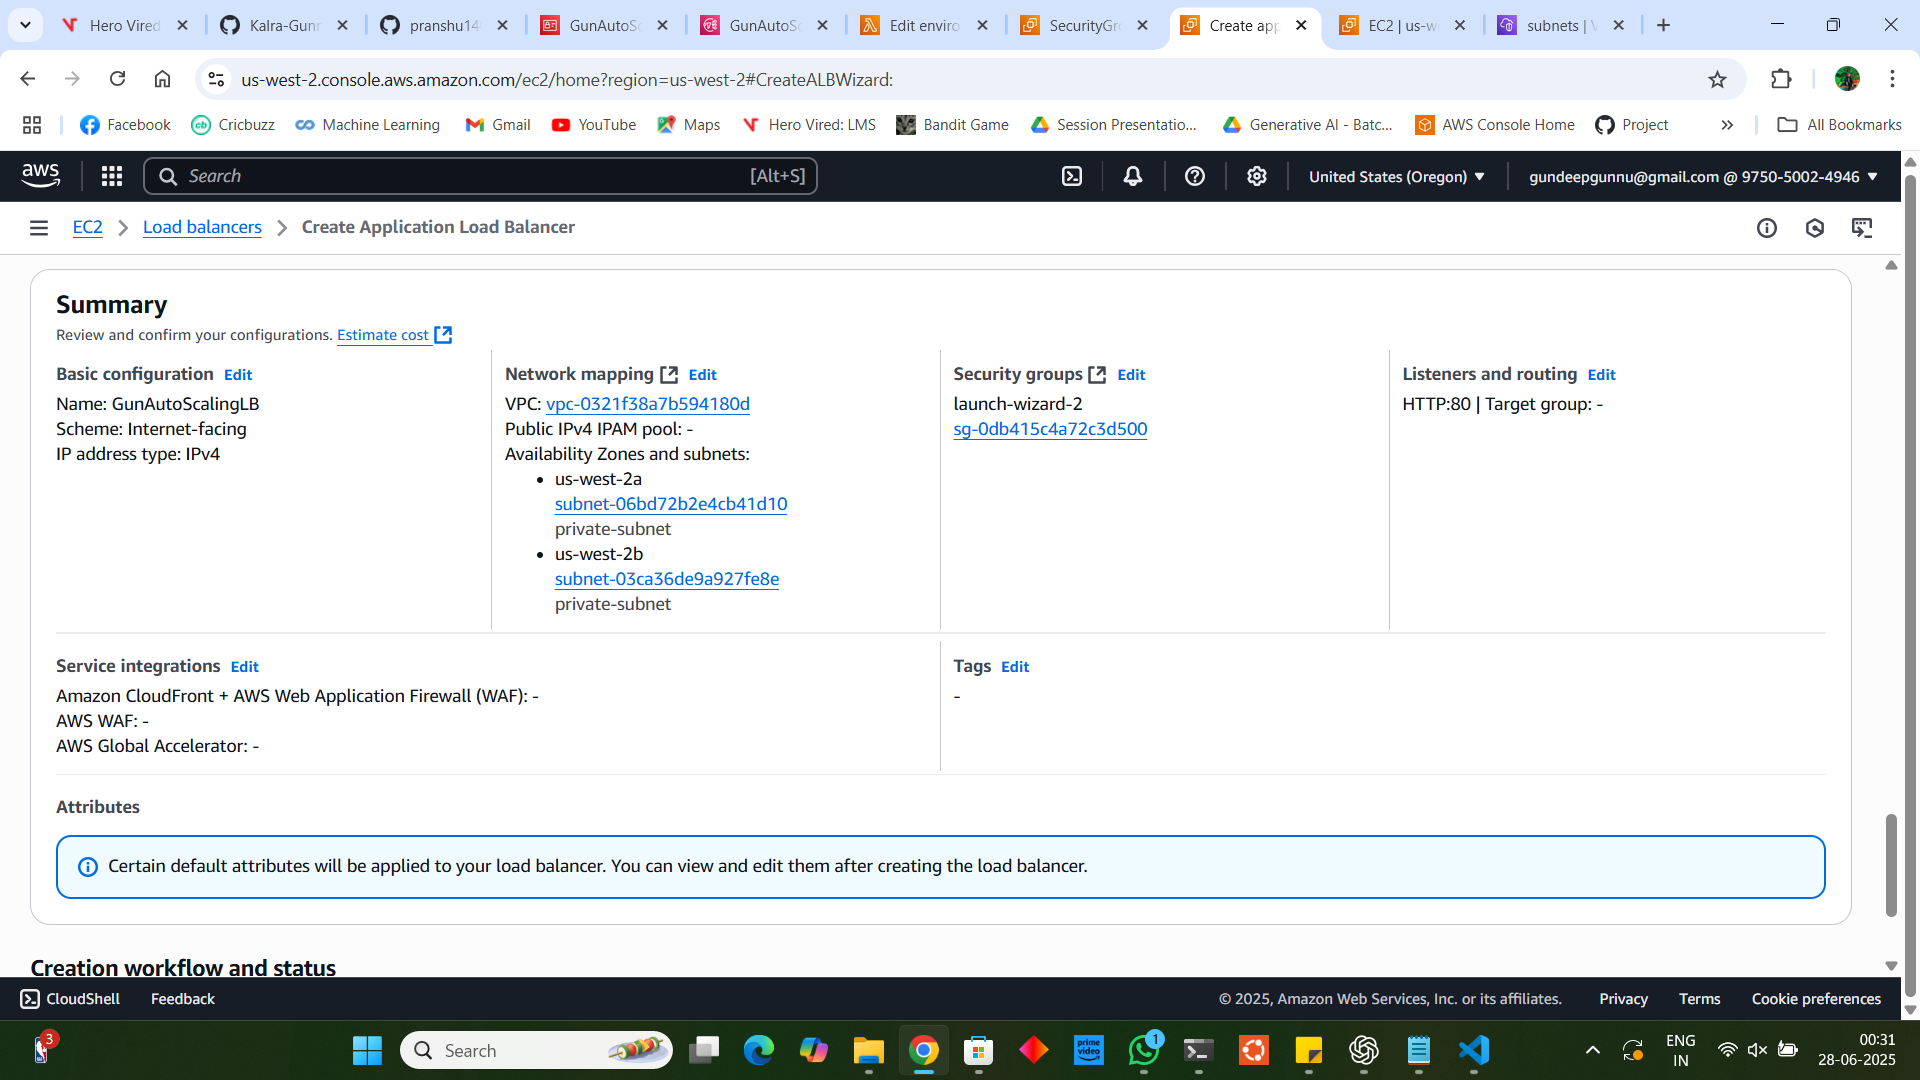 Hero Vired
Kalra-Gunn
pranshu14
GunAutoSc
GunAutoSc
Edit enviro
SecurityGro
Create app
EC2 | us-we
subnets | V
us-west-2.console.aws.amazon.com/ec2/home?region=us-west-2#CreateALBWizard:
Facebook
Cricbuzz
Machine Learning
Gmail
YouTube
Maps
Hero Vired: LMS
Bandit Game
Session Presentatio...
Generative AI - Batc...
AWS Console Home
Project
All Bookmarks
aws
Search
[Alt+S]
United States (Oregon)
gundeepgunnu@gmail.com @ 9750-5002-4946
EC2
Load balancers
Create Application Load Balancer
Summary
Review and confirm your configurations. Estimate cost
Basic configuration Edit
Name: GunAutoScalingLB
Scheme: Internet-facing
IP address type: IPv4
Network mapping Edit
VPC: vpc-0321f38a7b594180d
Public IPv4 IPAM pool: -
Availability Zones and subnets:
• us-west-2a
subnet-06bd72b2e4cb41d10
private-subnet
• us-west-2b
subnet-03ca36de9a927fe8e
private-subnet
Security groups Edit
launch-wizard-2
sg-0db415c4a72c3d500
Listeners and routing Edit
HTTP:80 | Target group: -
Service integrations Edit
Amazon CloudFront + AWS Web Application Firewall (WAF): -
AWS WAF: -
AWS Global Accelerator: -
Tags Edit
-
Attributes
Certain default attributes will be applied to your load balancer. You can view and edit them after creating the load balancer.
Creation workflow and status
CloudShell
Feedback
© 2025, Amazon Web Services, Inc. or its affiliates.
Privacy
Terms
Cookie preferences
3
Search
prime video
1
ENG
IN
00:31
28-06-2025